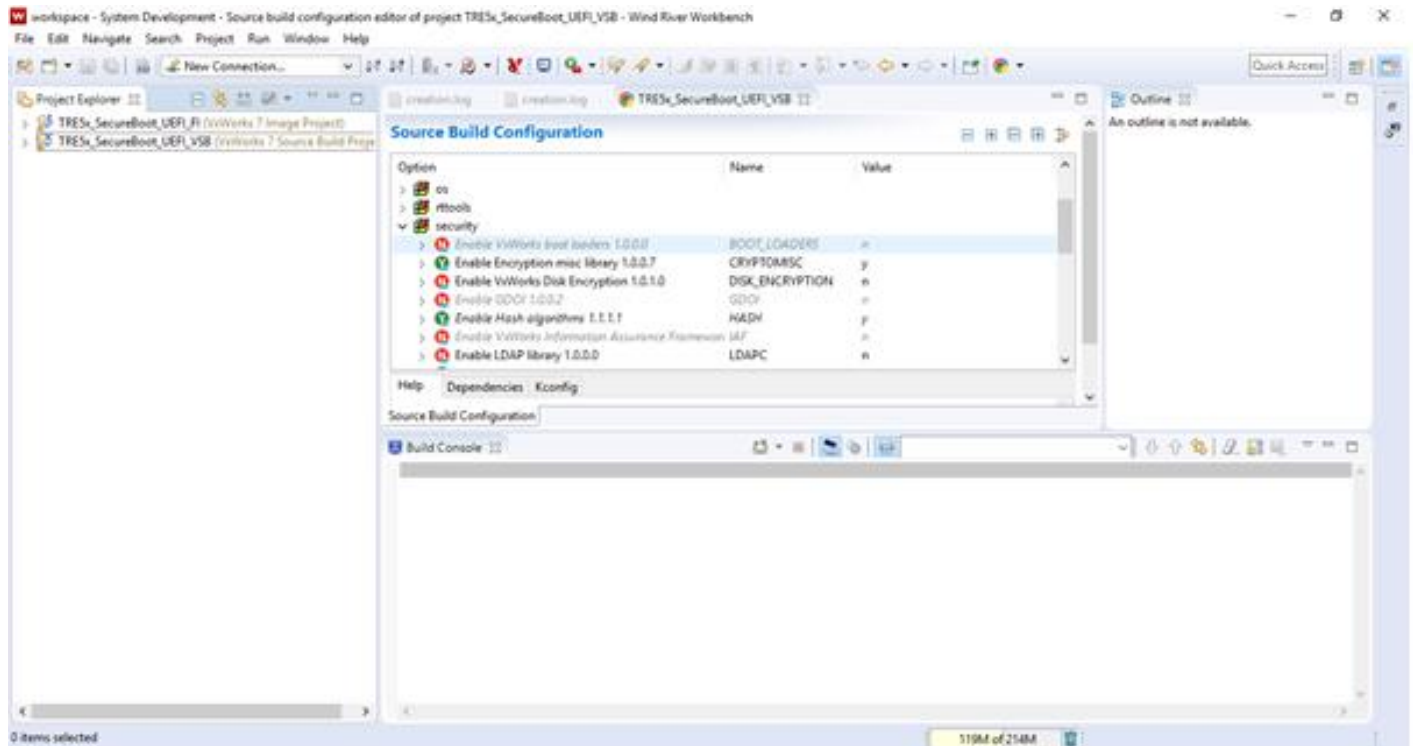 workspace - System Development - Source build configuration editor of project TRE5x_SecureBoot_UEFI_VSB - Wind River Workbench
File Edit Navigate Search Project Run Window Help
New Connection... Quick Access
Project Explorer creation.log creation.log TRE5x_SecureBoot_UEFI_VSB Outline
TRE5x_SecureBoot_UEFI_FI (VxWorks 7 Image Project)
TRE5x_SecureBoot_UEFI_VSB (VxWorks 7 Source Build Proje
Source Build Configuration
An outline is not available.
Option Name Value
os
rttools
security
Enable VxWorks boot loaders 1.0.0.0 BOOT_LOADERS n
Enable Encryption misc library 1.0.0.7 CRYPTOMISC y
Enable VxWorks Disk Encryption 1.0.1.0 DISK_ENCRYPTION n
Enable GDOI 1.0.0.2 GDOI n
Enable Hash algorithms 1.1.1.1 HASH y
Enable VxWorks Information Assurance Framewon IAF n
Enable LDAP library 1.0.0.0 LDAPC n
Help Dependencies Kconfig
Source Build Configuration
Build Console
0 items selected 119M of 214M